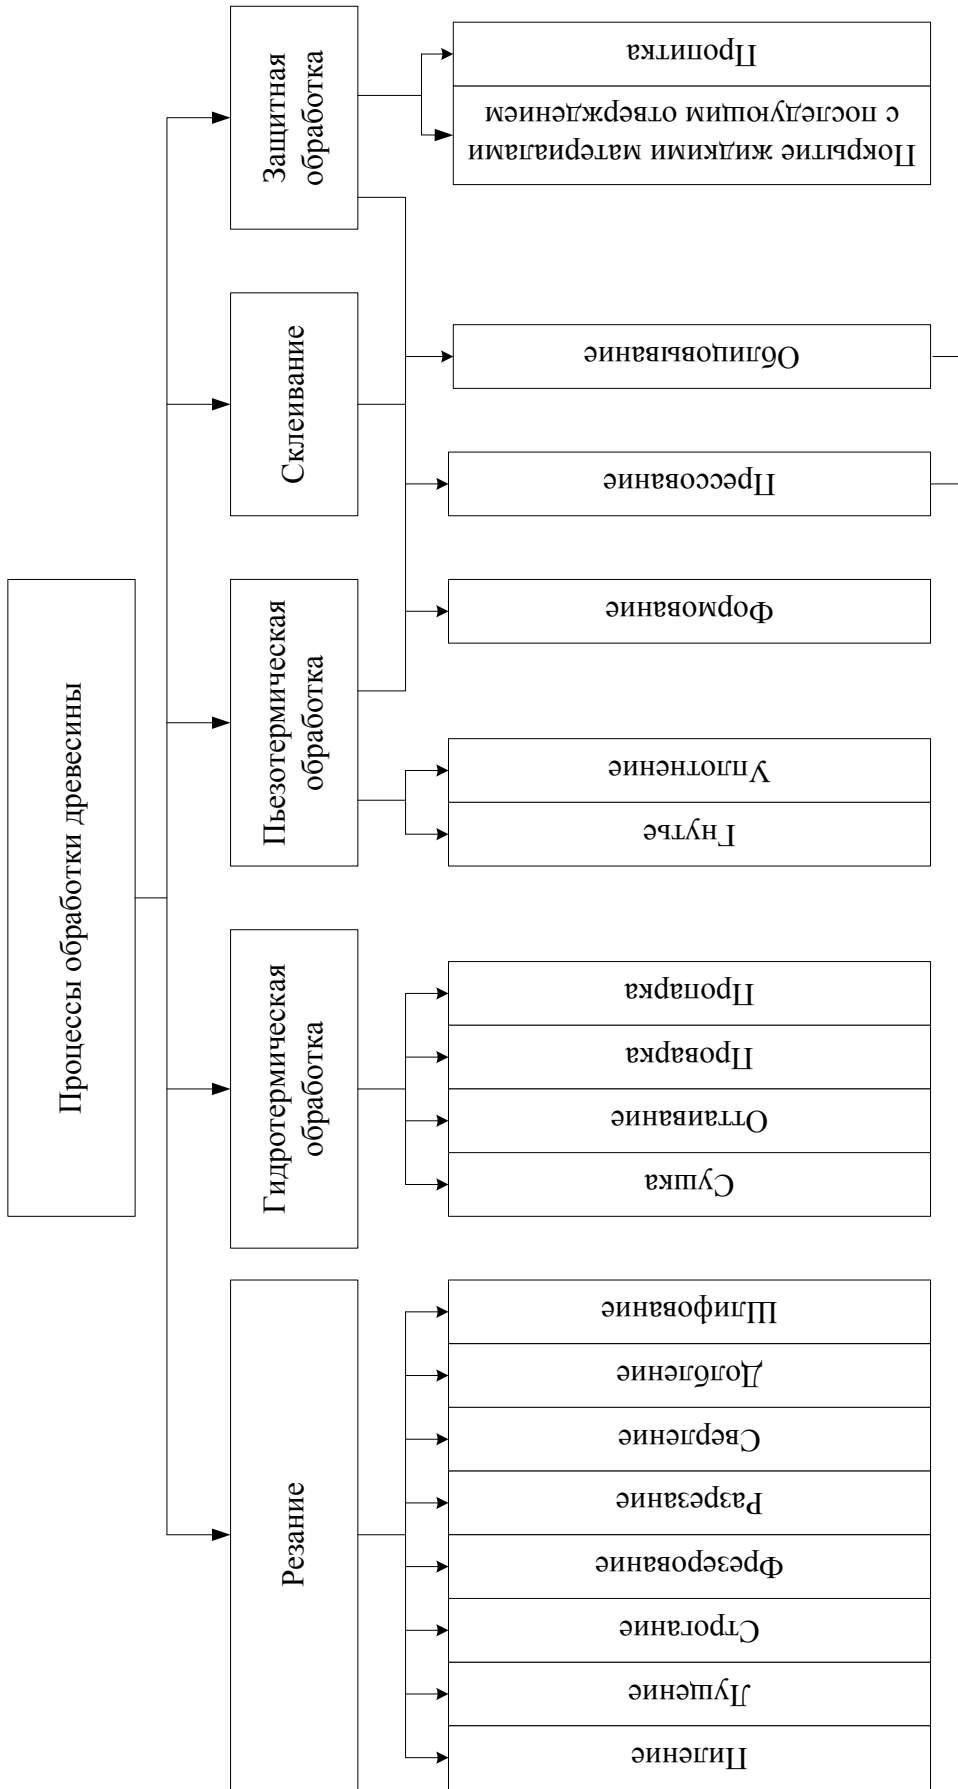 Процессы обработки древесины
Резание
Гидротермическая
обработка
Пьезотермическая
обработка
Склеивание
Защитная
обработка
Пиление
Лущение
Строгание
Фрезерование
Разрезание
Сверление
Долбление
Шлифование
Сушка
Оттаивание
Проварка
Пропарка
Гнутье
Уплотнение
Формование
Прессование
Облицовывание
Покрытие жидкими материалами
с последующим отверждением
Пропитка